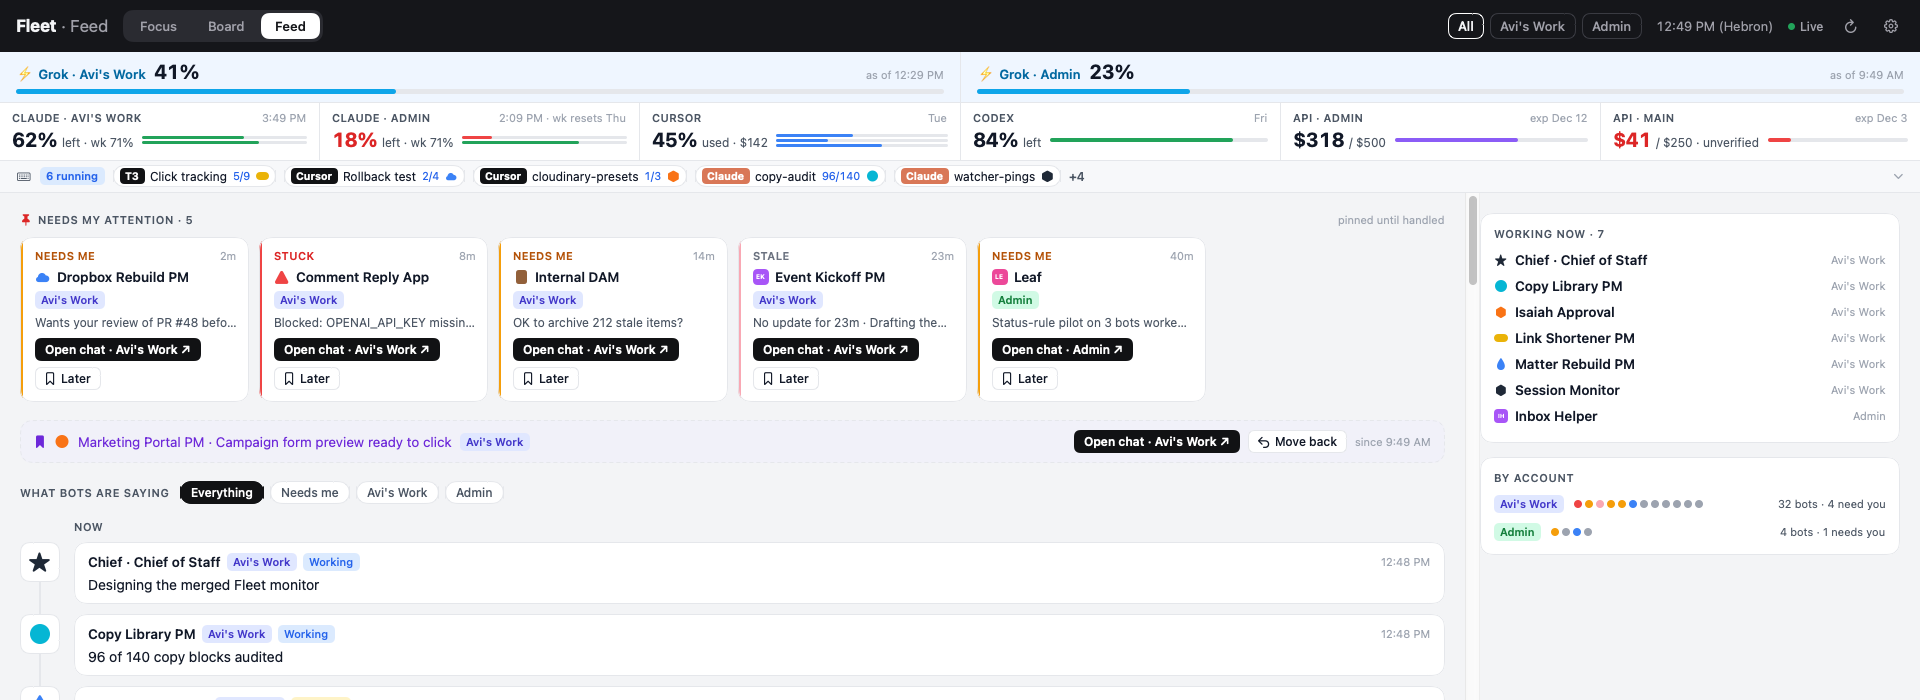 Fleet · Feed
Focus
Board
Feed
All
Avi's Work
Admin
12:49 PM (Hebron)
Live
Grok · Avi's Work 41%
as of 12:29 PM
Grok · Admin 23%
as of 9:49 AM
CLAUDE · AVI'S WORK
3:49 PM
62% left · wk 71%
CLAUDE · ADMIN
2:09 PM · wk resets Thu
18% left · wk 71%
CURSOR
Tue
45% used · $142
CODEX
Fri
84% left
API · ADMIN
exp Dec 12
$318 / $500
API · MAIN
exp Dec 3
$41 / $250 · unverified
6 running
T3 Click tracking 5/9
Cursor Rollback test 2/4
Cursor cloudinary-presets 1/3
Claude copy-audit 96/140
Claude watcher-pings
+4
NEEDS MY ATTENTION · 5
pinned until handled
NEEDS ME
2m
Dropbox Rebuild PM
Avi's Work
Wants your review of PR #48 befo...
Open chat · Avi's Work ↗
Later
STUCK
8m
Comment Reply App
Avi's Work
Blocked: OPENAI_API_KEY missin...
Open chat · Avi's Work ↗
Later
NEEDS ME
14m
Internal DAM
Avi's Work
OK to archive 212 stale items?
Open chat · Avi's Work ↗
Later
STALE
23m
EK Event Kickoff PM
Avi's Work
No update for 23m · Drafting the...
Open chat · Avi's Work ↗
Later
NEEDS ME
40m
LE Leaf
Admin
Status-rule pilot on 3 bots worke...
Open chat · Admin ↗
Later
Marketing Portal PM · Campaign form preview ready to click Avi's Work
Open chat · Avi's Work ↗
Move back
since 9:49 AM
WHAT BOTS ARE SAYING
Everything
Needs me
Avi's Work
Admin
NOW
Chief · Chief of Staff Avi's Work Working
12:48 PM
Designing the merged Fleet monitor
Copy Library PM Avi's Work Working
12:48 PM
96 of 140 copy blocks audited
WORKING NOW · 7
Chief · Chief of Staff Avi's Work
Copy Library PM Avi's Work
Isaiah Approval Avi's Work
Link Shortener PM Avi's Work
Matter Rebuild PM Avi's Work
Session Monitor Avi's Work
IH Inbox Helper Admin
BY ACCOUNT
Avi's Work 32 bots · 4 need you
Admin 4 bots · 1 needs you